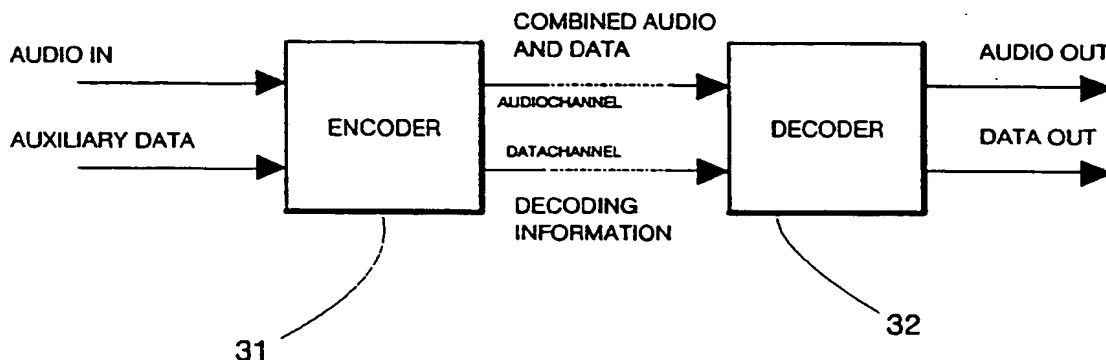 COMBINED AUDIO
AND DATA
AUDIO IN
AUDIO OUT
AUDIOCHANNEL
ENCODER
DECODER
AUXILIARY DATA
DATACHANNEL
DATA OUT
DECODING
INFORMATION
31
32